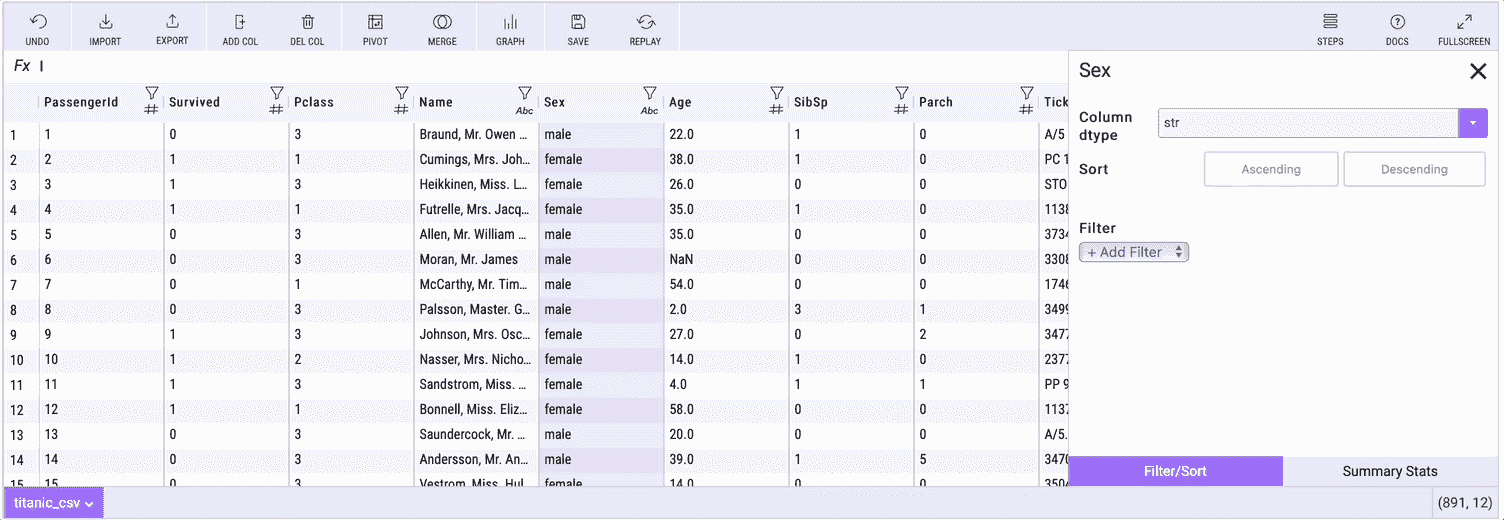 UNDO IMPORT EXPORT ADD COL DEL COL PIVOT MERGE GRAPH SAVE REPLAY STEPS DOCS FULLSCREEN
Fx
PassengerId Survived Pclass Name Abc Sex Abc Age SibSp Parch Tick
1 1 0 3 Braund, Mr. Owen ... male 22.0 1 0 A/5
2 2 1 1 Cumings, Mrs. Joh... female 38.0 1 0 PC 1
3 3 1 3 Heikkinen, Miss. L... female 26.0 0 0 STO
4 4 1 1 Futrelle, Mrs. Jacq... female 35.0 1 0 1138
5 5 0 3 Allen, Mr. William ... male 35.0 0 0 3734
6 6 0 3 Moran, Mr. James male NaN 0 0 3308
7 7 0 1 McCarthy, Mr. Tim... male 54.0 0 0 1746
8 8 0 3 Palsson, Master. G... male 2.0 3 1 3499
9 9 1 3 Johnson, Mrs. Osc... female 27.0 0 2 3477
10 10 1 2 Nasser, Mrs. Nicho... female 14.0 1 0 2377
11 11 1 3 Sandstrom, Miss. ... female 4.0 1 1 PP 9
12 12 1 1 Bonnell, Miss. Eliz... female 58.0 0 0 1137
13 13 0 3 Saundercock, Mr. ... male 20.0 0 0 A/5.
14 14 0 3 Andersson, Mr. An... male 39.0 1 5 3470
15 15 0 3 Vestrom, Miss. Hul... female 14.0 0 0 3504
Sex
Column dtype
str
Sort Ascending Descending
Filter
+ Add Filter
Filter/Sort Summary Stats
titanic_csv (891, 12)